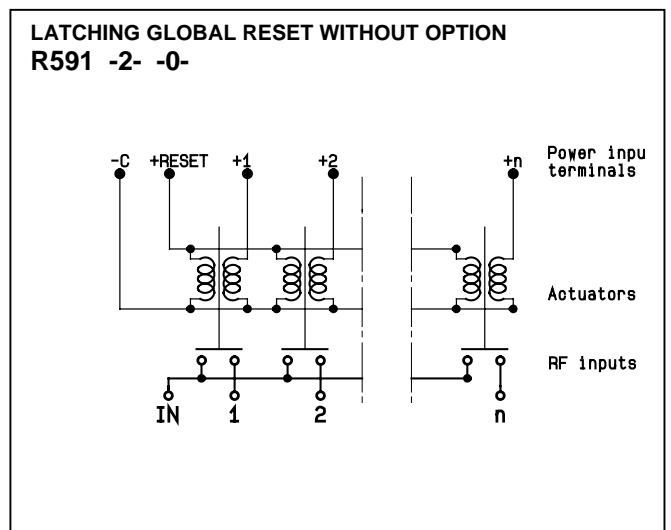 LATCHING GLOBAL RESET WITHOUT OPTION
R591 -2- -0-
-C +RESET +1 +2 +n
Power inpu
terminals
Actuators
RF inputs
IN 1 2 n